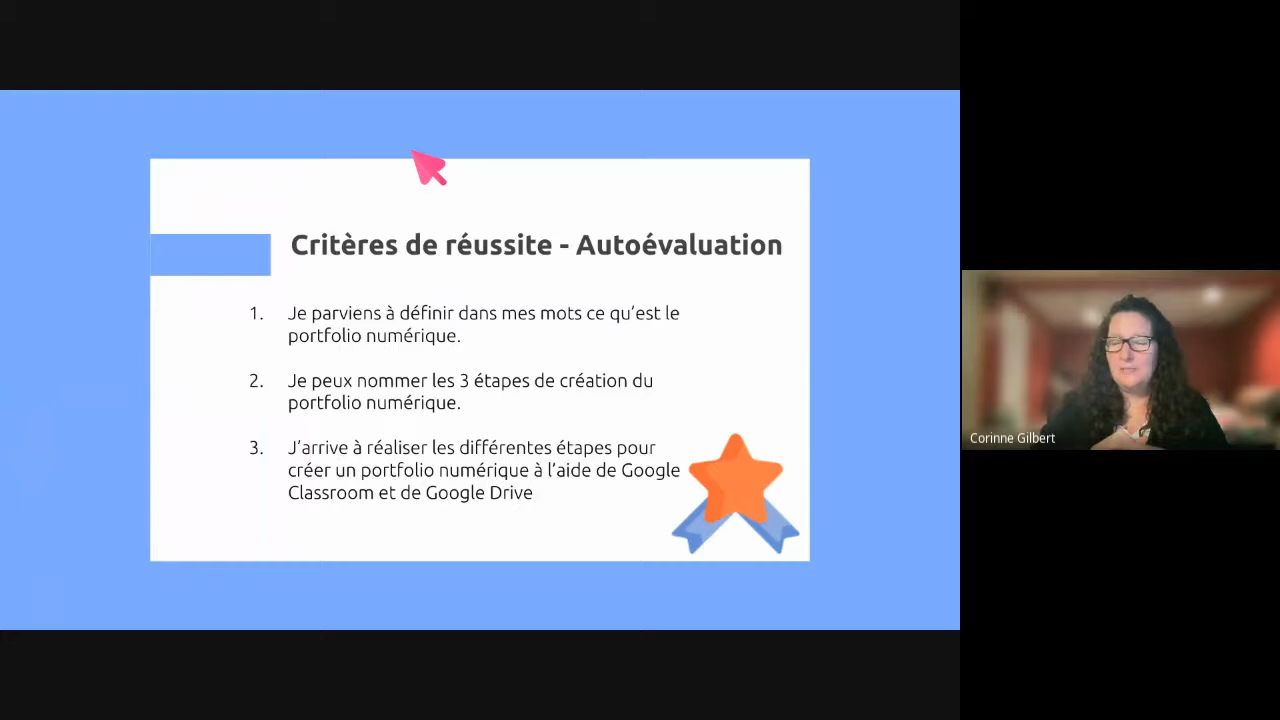 Critères de réussite - Autoévaluation
1. Je parviens à définir dans mes mots ce qu'est le
portfolio numérique.
2. Je peux nommer les 3 étapes de création du
portfolio numérique.
3. J'arrive à réaliser les différentes étapes pour
créer un portfolio numérique à l'aide de Google
Classroom et de Google Drive
Corinne Gilbert